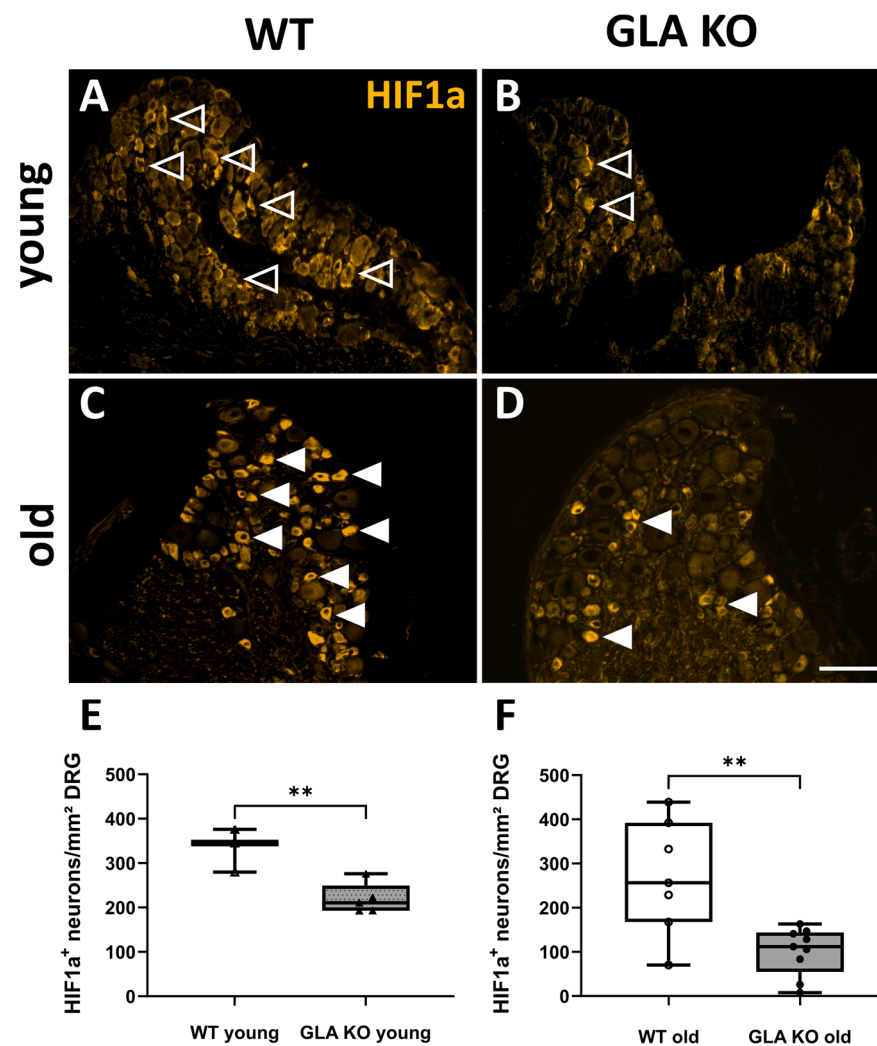 WT GLA KO
young
A HIF1a B
old
C D
E F
HIF1a⁺ neurons/mm² DRG
500
400
300
200
100
0
**
WT young GLA KO young
HIF1a⁺ neurons/mm² DRG
500
400
300
200
100
0
**
WT old GLA KO old